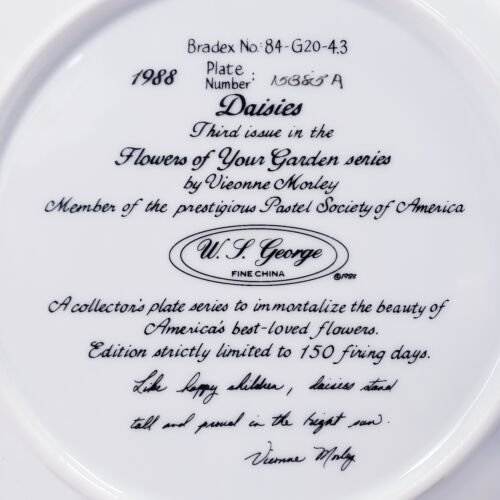 Bradex No.: 84-G20-4.3
1988 Plate Number: 15385A
Daisies
Third issue in the
Flowers of Your Garden series
by Vieonne Morley
Member of the prestigious Pastel Society of America
W. S. George
FINE CHINA
©1988
A collector's plate series to immortalize the beauty of
America's best-loved flowers.
Edition strictly limited to 150 firing days.
Like happy children, daisies stand
tall and proud in the bright sun.
Vieonne Morley